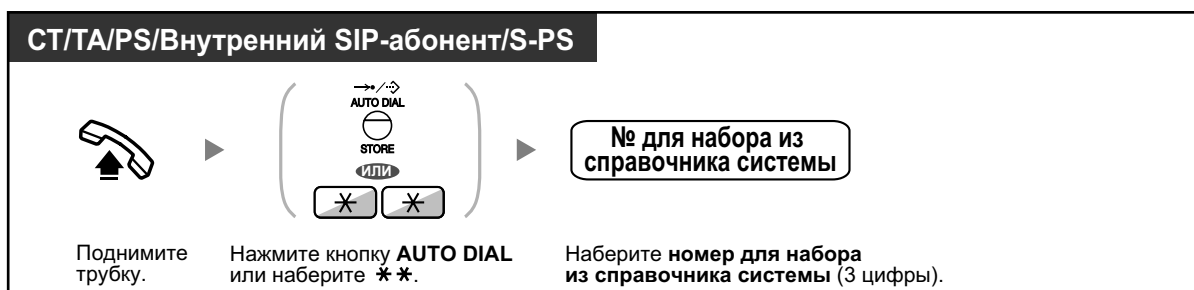 СТ/ТА/PS/Внутренний SIP-абонент/S-PS
AUTO DIAL
STORE
ИЛИ
№ для набора из
справочника системы
Поднимите
трубку.
Нажмите кнопку AUTO DIAL
или наберите ✱✱.
Наберите номер для набора
из справочника системы (3 цифры).